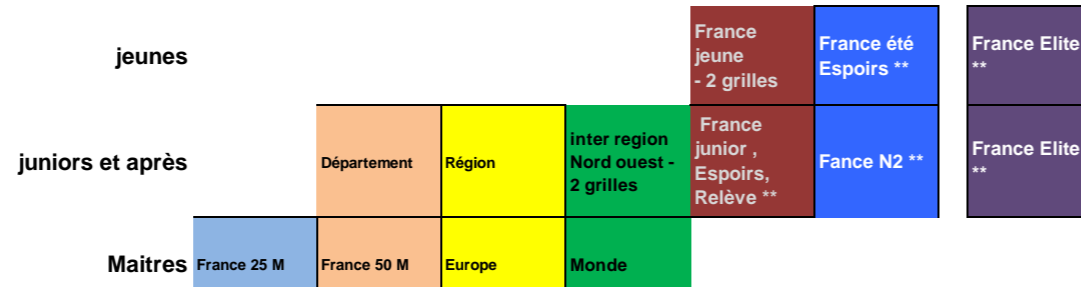 jeunes
France
jeune
- 2 grilles
France été
Espoirs **
France Elite
**
juniors et après
Département
Région
inter region
Nord ouest -
2 grilles
France
junior ,
Espoirs,
Relève **
Fance N2 **
France Elite
**
Maitres
France 25 M
France 50 M
Europe
Monde